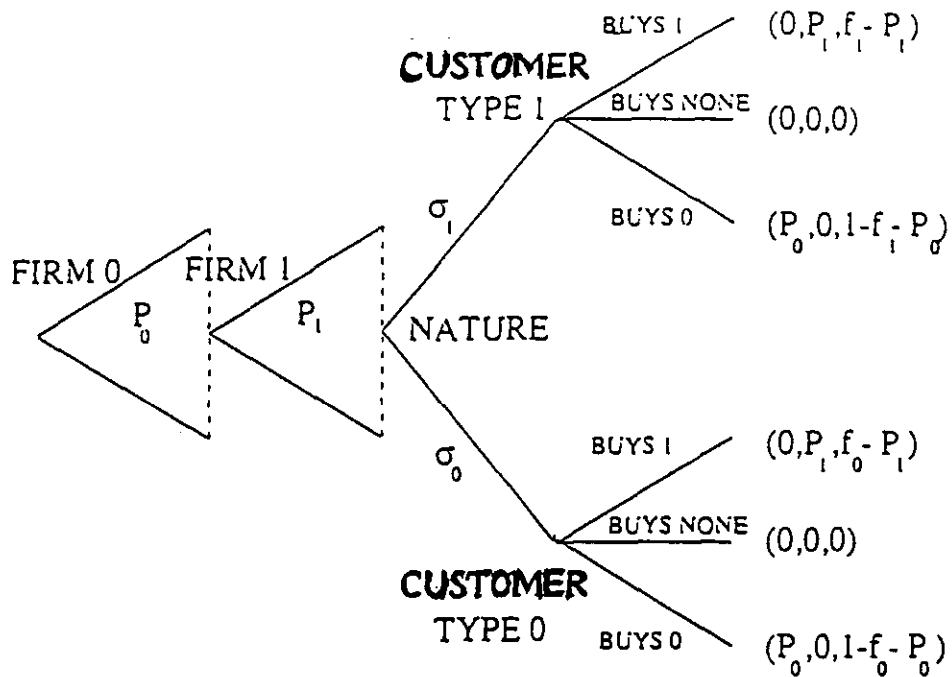 BUYS 1 (0,P₁,f₁-P₁)
CUSTOMER
TYPE 1
BUYS NONE (0,0,0)
σ₁
BUYS 0 (P₀,0,1-f₁-P₀)
FIRM 0 FIRM 1
P₀ P₁ NATURE
σ₀
BUYS 1 (0,P₁,f₀-P₁)
BUYS NONE (0,0,0)
CUSTOMER
TYPE 0
BUYS 0 (P₀,0,1-f₀-P₀)